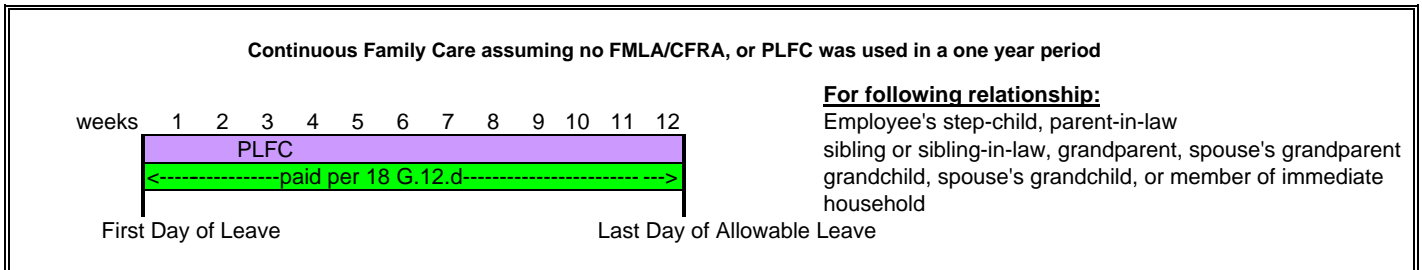 Continuous Family Care assuming no FMLA/CFRA, or PLFC was used in a one year period
For following relationship:
weeks 1 2 3 4 5 6 7 8 9 10 11 12
Employee's step-child, parent-in-law
PLFC
sibling or sibling-in-law, grandparent, spouse's grandparent
<----------------paid per 18 G.12.d------------------------ --->
grandchild, spouse's grandchild, or member of immediate
household
First Day of Leave
Last Day of Allowable Leave